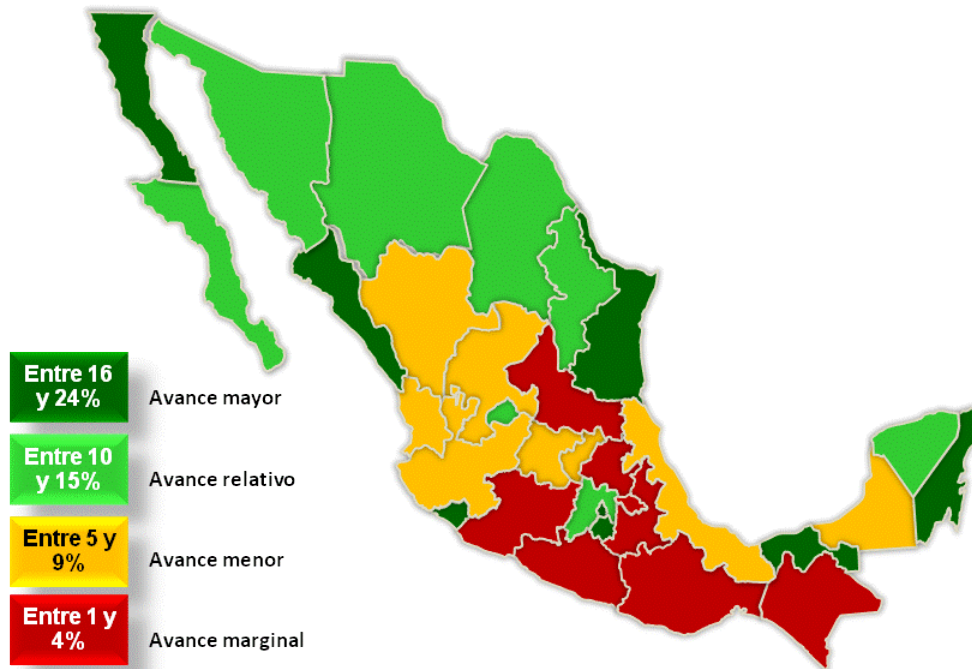 Entre 16
y 24%
Avance mayor
Entre 10
y 15%
Avance relativo
Entre 5 y
9%
Avance menor
Entre 1 y
4%
Avance marginal